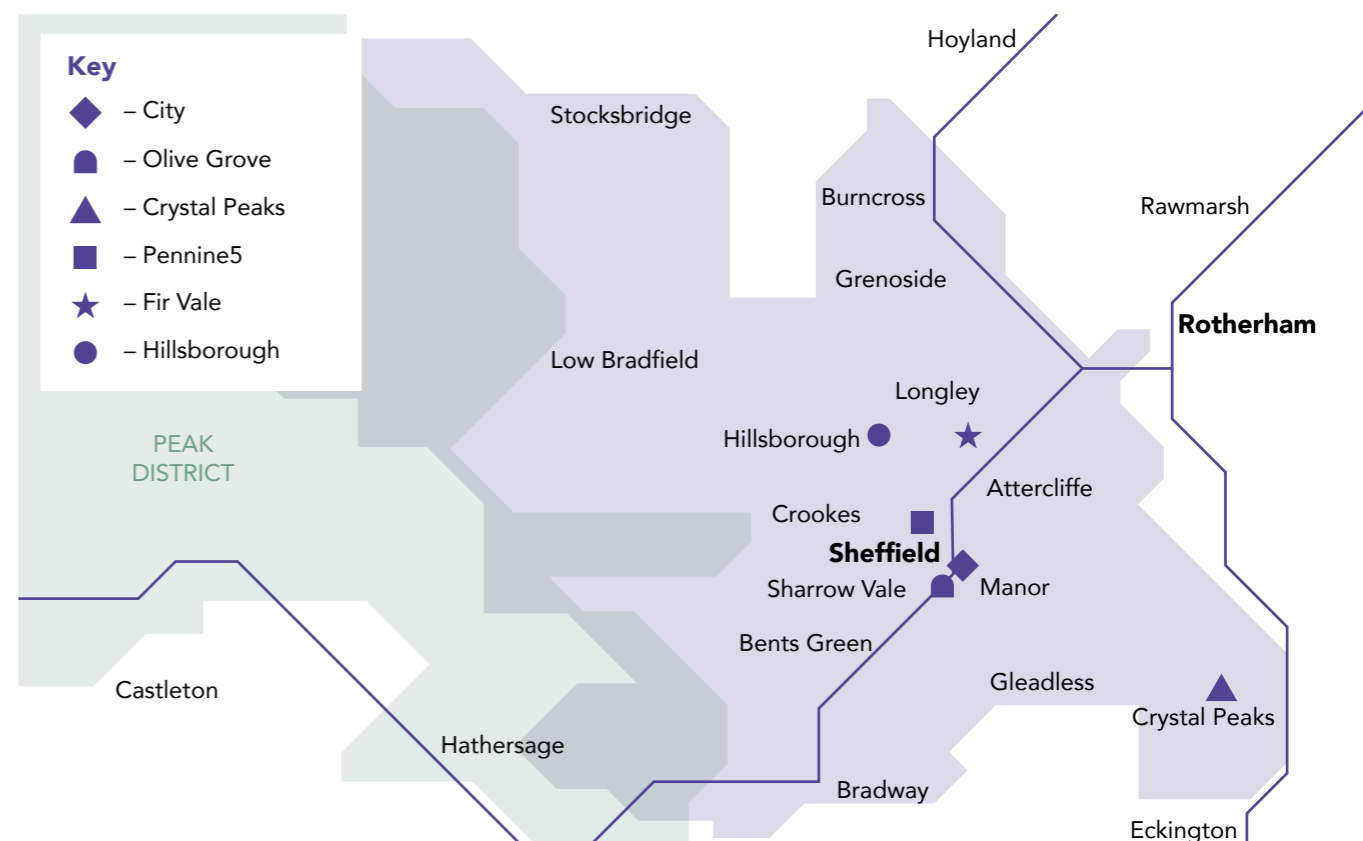 Key
– City
– Olive Grove
– Crystal Peaks
– Pennine5
– Fir Vale
– Hillsborough
Hoyland
Stocksbridge
Burncross
Rawmarsh
Grenoside
Rotherham
Low Bradfield
Longley
Hillsborough
PEAK
DISTRICT
Attercliffe
Crookes
Sheffield
Sharrow Vale
Manor
Bents Green
Castleton
Gleadless
Crystal Peaks
Hathersage
Bradway
Eckington